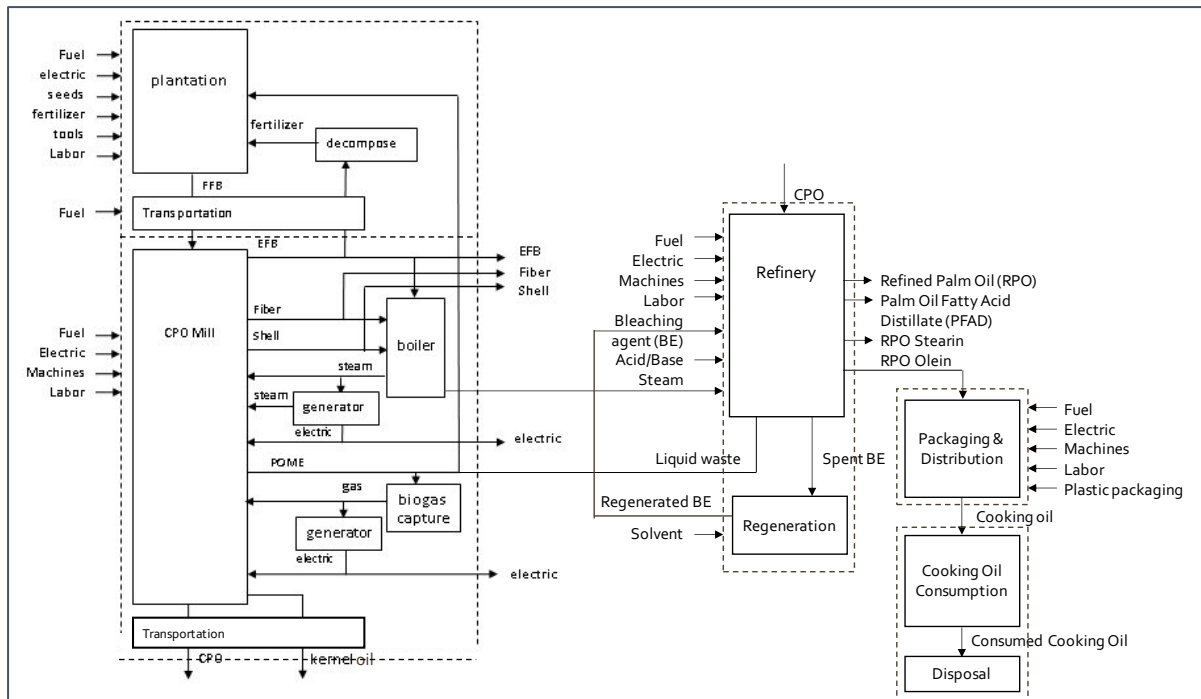 Fuel
electric
seeds
fertilizer
tools
Labor
plantation
fertilizer
decompose
FFB
Fuel
Transportation
EFB
EFB
Fiber
Shell
Fiber
CPO Mill
Shell
boiler
Fuel
Electric
Machines
Labor
steam
steam
generator
electric
electric
POME
gas
biogas
capture
generator
electric
electric
Transportation
CPO
kernel oil
CPO
Fuel
Electric
Machines
Labor
Bleaching
agent (BE)
Acid/Base
Steam
Refinery
Refined Palm Oil (RPO)
Palm Oil Fatty Acid
Distillate (PFAD)
RPO Stearin
RPO Olein
Liquid waste
Spent BE
Regenerated BE
Solvent
Regeneration
Packaging &
Distribution
Fuel
Electric
Machines
Labor
Plastic packaging
Cooking oil
Cooking Oil
Consumption
Consumed Cooking Oil
Disposal